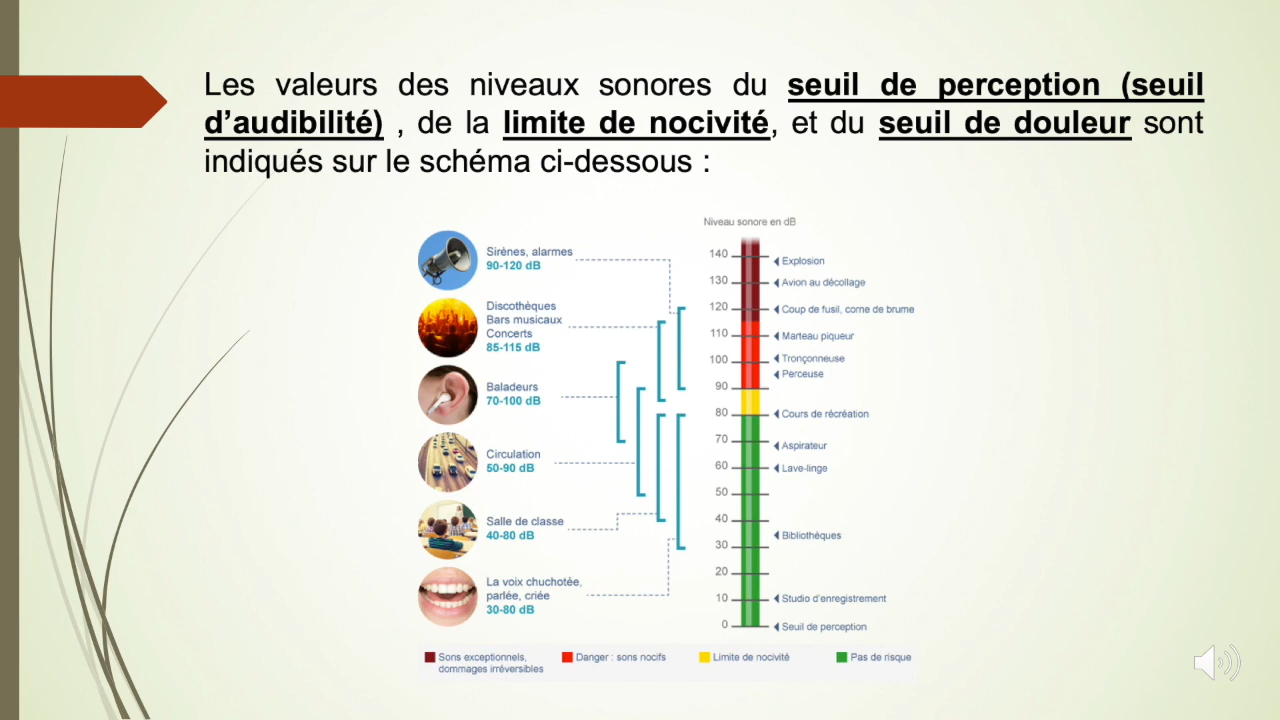 Les valeurs des niveaux sonores du seuil de perception (seuil
d’audibilité) , de la limite de nocivité, et du seuil de douleur sont
indiqués sur le schéma ci-dessous :
Niveau sonore en dB
Sirènes, alarmes
90-120 dB
Discothèques
Bars musicaux
Concerts
85-115 dB
Baladeurs
70-100 dB
Circulation
50-90 dB
Salle de classe
40-80 dB
La voix chuchotée,
parlée, criée
30-80 dB
140
130
120
110
100
90
80
70
60
50
40
30
20
10
0
Explosion
Avion au décollage
Coup de fusil, corne de brume
Marteau piqueur
Tronçonneuse
Perceuse
Cours de récréation
Aspirateur
Lave-linge
Bibliothèques
Studio d'enregistrement
Seuil de perception
Sons exceptionnels,
dommages irréversibles
Danger : sons nocifs
Limite de nocivité
Pas de risque